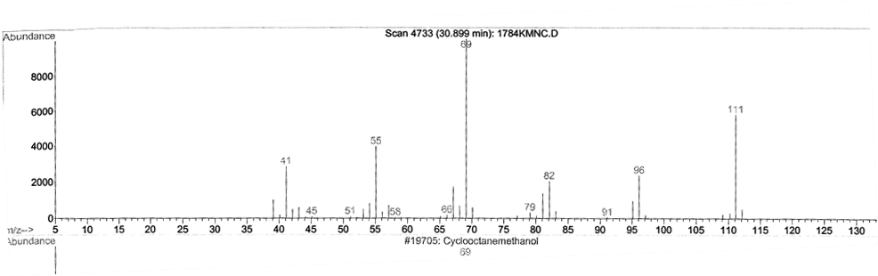 Abundance
Scan 4733 (30.899 min): 1784KMNC.D
69
8000
6000
111
4000
55
41
96
2000
82
45 51 58 66 79 91
0
5 10 15 20 25 30 35 40 45 50 55 60 65 70 75 80 85 90 95 100 105 110 115 120 125 130
m/z-->
#19705: Cyclooctanemethanol
Abundance
69